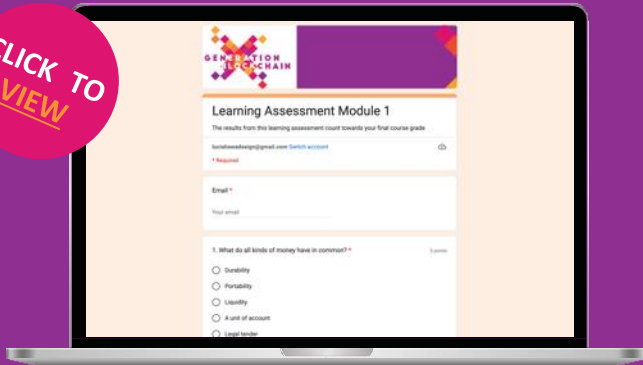 CLICK TO
VIEW
GENERATION
BLOCKCHAIN
Learning Assessment Module 1
The results from this learning assessment count towards your final course grade
Switch account
* Required
Email *
Your email
1. What do all kinds of money have in common? *
5 points
Durability
Portability
Liquidity
A unit of account
Legal tender